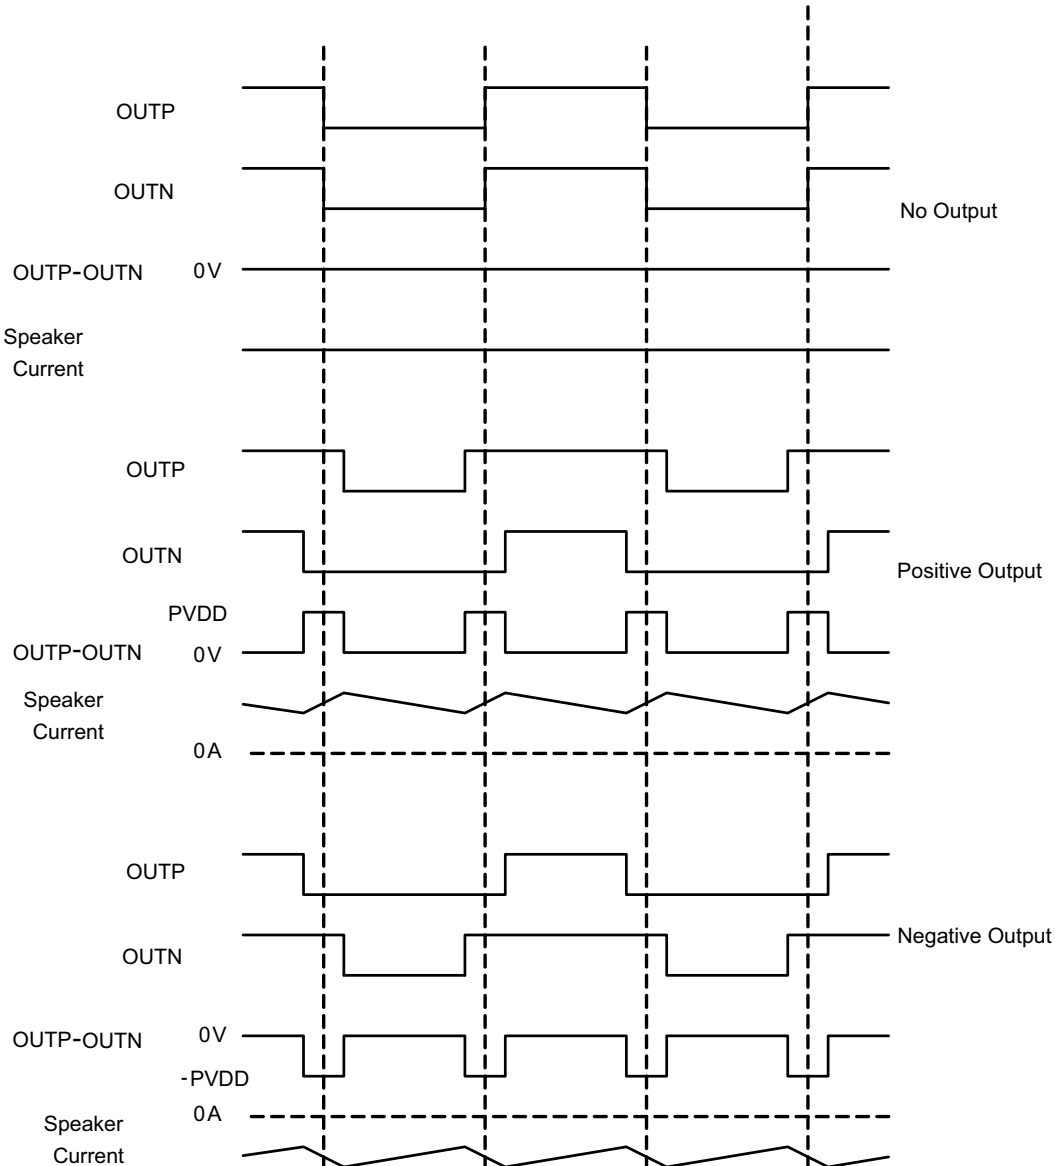 OUTP
OUTN
No Output
OUTP-OUTN 0V
Speaker
Current
OUTP
OUTN
Positive Output
PVDD
OUTP-OUTN 0V
Speaker
Current
0A
OUTP
Negative Output
OUTN
OUTP-OUTN 0V
-PVDD
0A
Speaker
Current